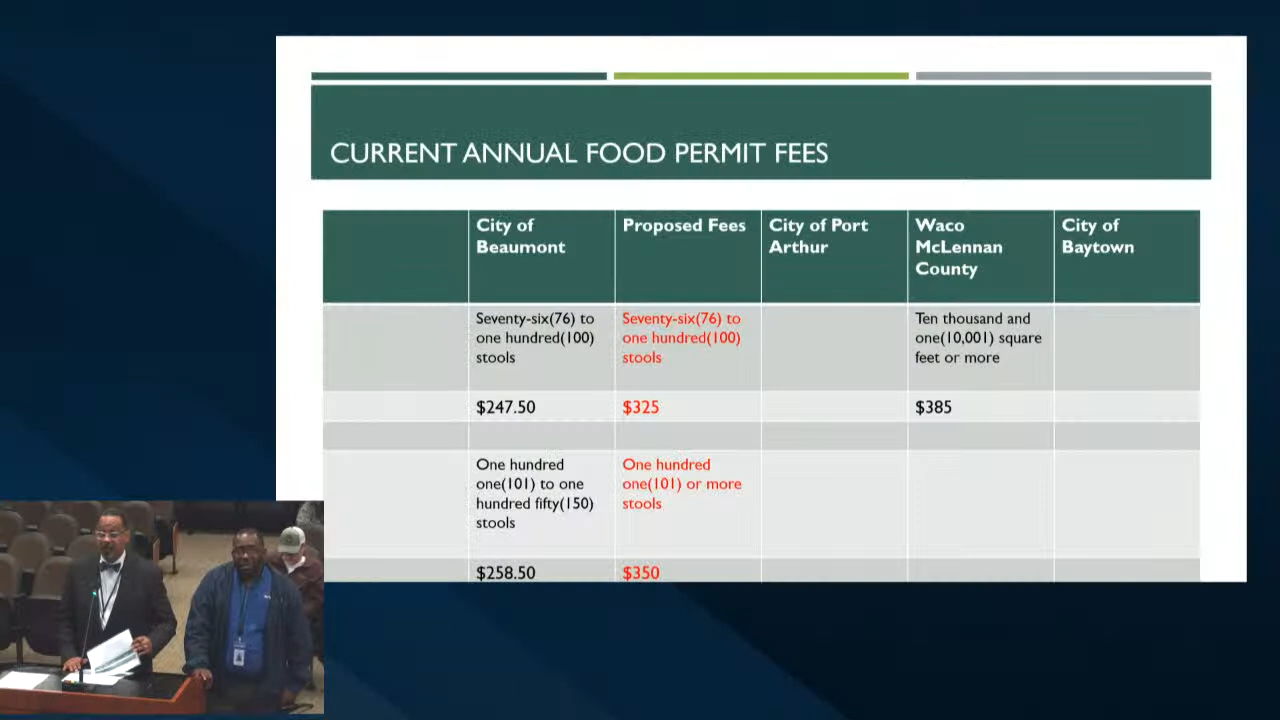 CURRENT ANNUAL FOOD PERMIT FEES
City of
Beaumont
Proposed Fees
City of Port
Arthur
Waco
McLennan
County
City of
Baytown
Seventy-six(76) to
one hundred(100)
stools
Seventy-six(76) to
one hundred(100)
stools
Ten thousand and
one(10,001) square
feet or more
$247.50
$325
$385
One hundred
one(101) to one
hundred fifty(150)
stools
One hundred
one(101) or more
stools
$258.50
$350